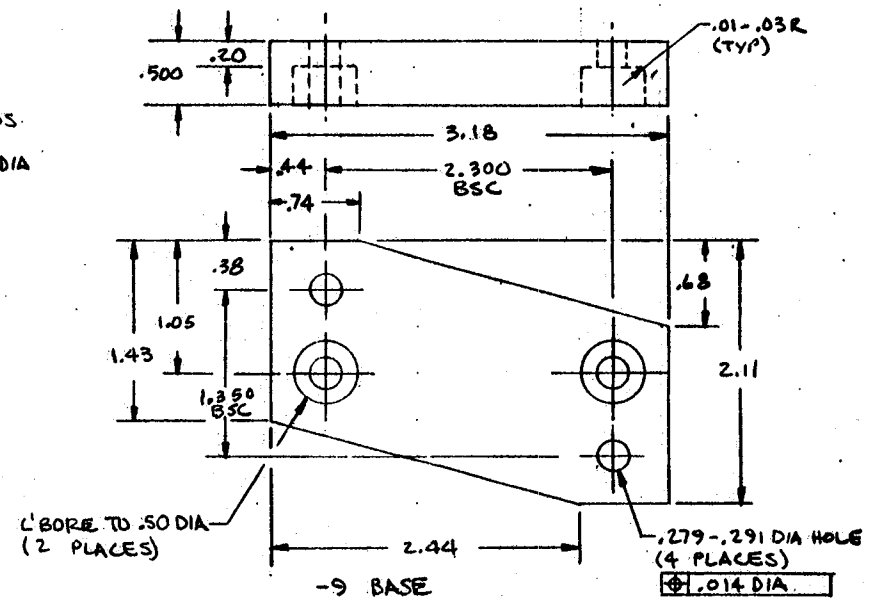 .01-.03R
(TYP)
.20
.500
DIA
3.18
.44
2.300
BSC
.74
.38
.68
1.05
1.43
2.11
1.350
BSC
C'BORE TO .50 DIA
(2 PLACES)
2.44
.279-.291 DIA HOLE
(4 PLACES)
⌖ .014 DIA
-9 BASE